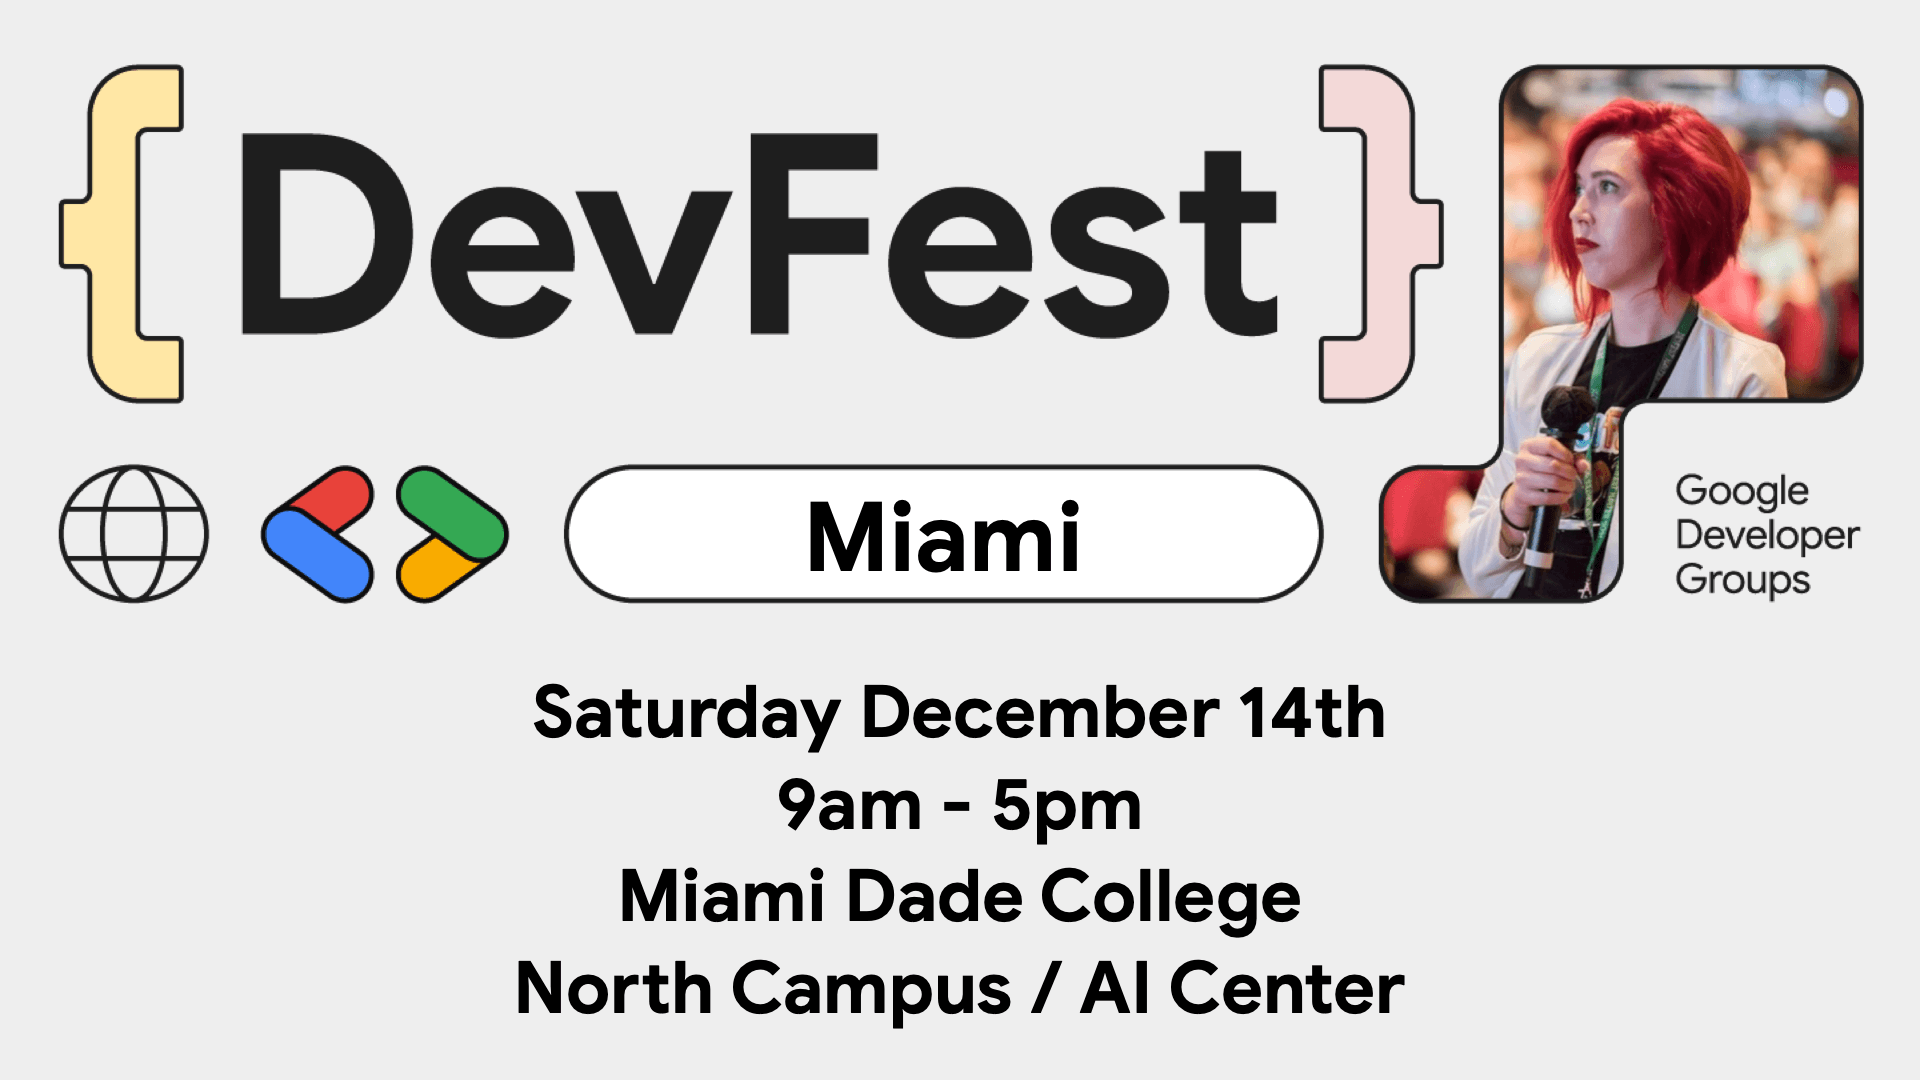 { DevFest }
Miami
Google
Developer
Groups
Saturday December 14th
9am - 5pm
Miami Dade College
North Campus / AI Center